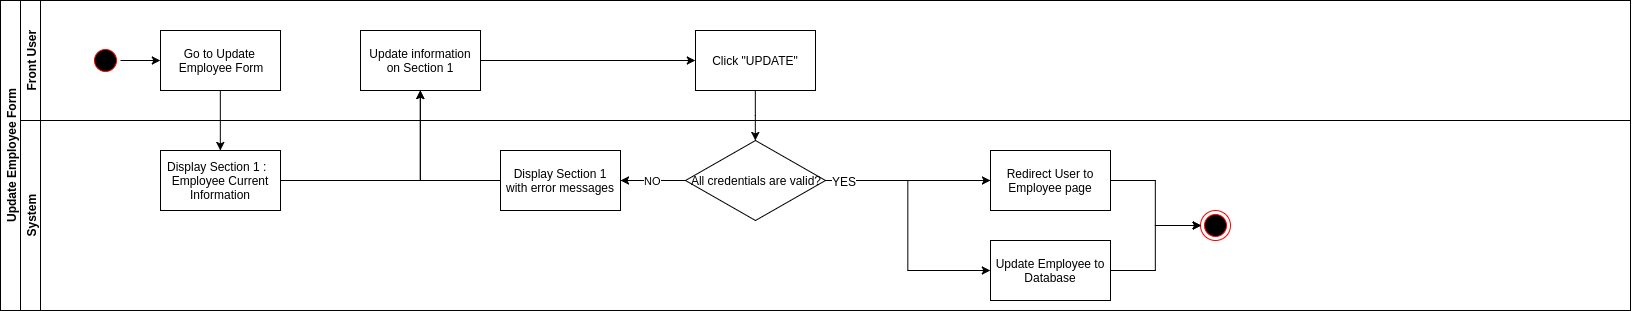 Update Employee Form
Front User
System
Go to Update
Employee Form
Update information
on Section 1
Click "UPDATE"
Display Section 1 :
Employee Current
Information
Display Section 1
with error messages
NO
All credentials are valid?
YES
Redirect User to
Employee page
Update Employee to
Database